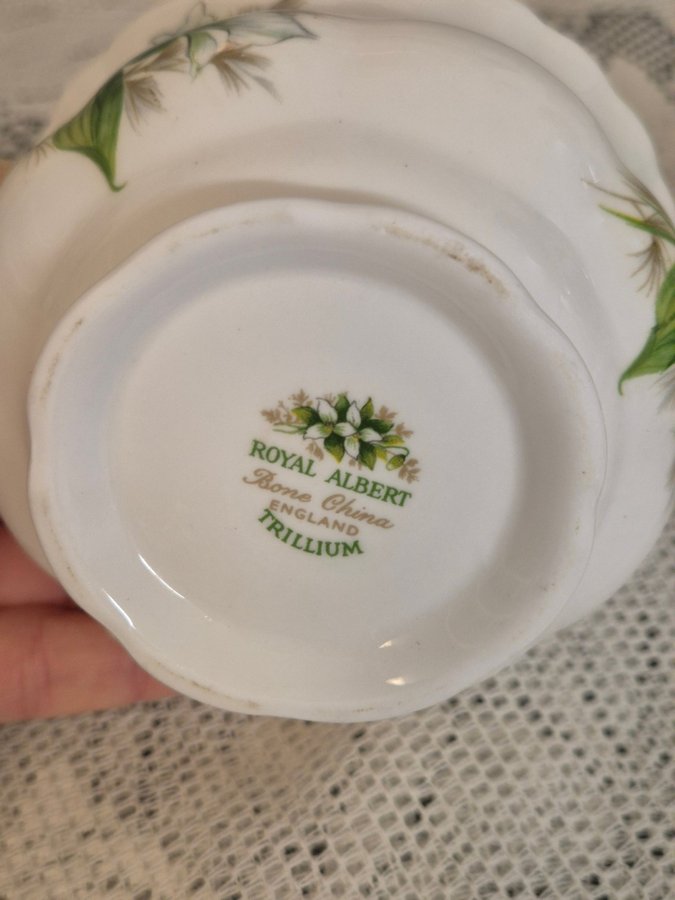 ROYAL ALBERT
Bone China
ENGLAND
TRILLIUM